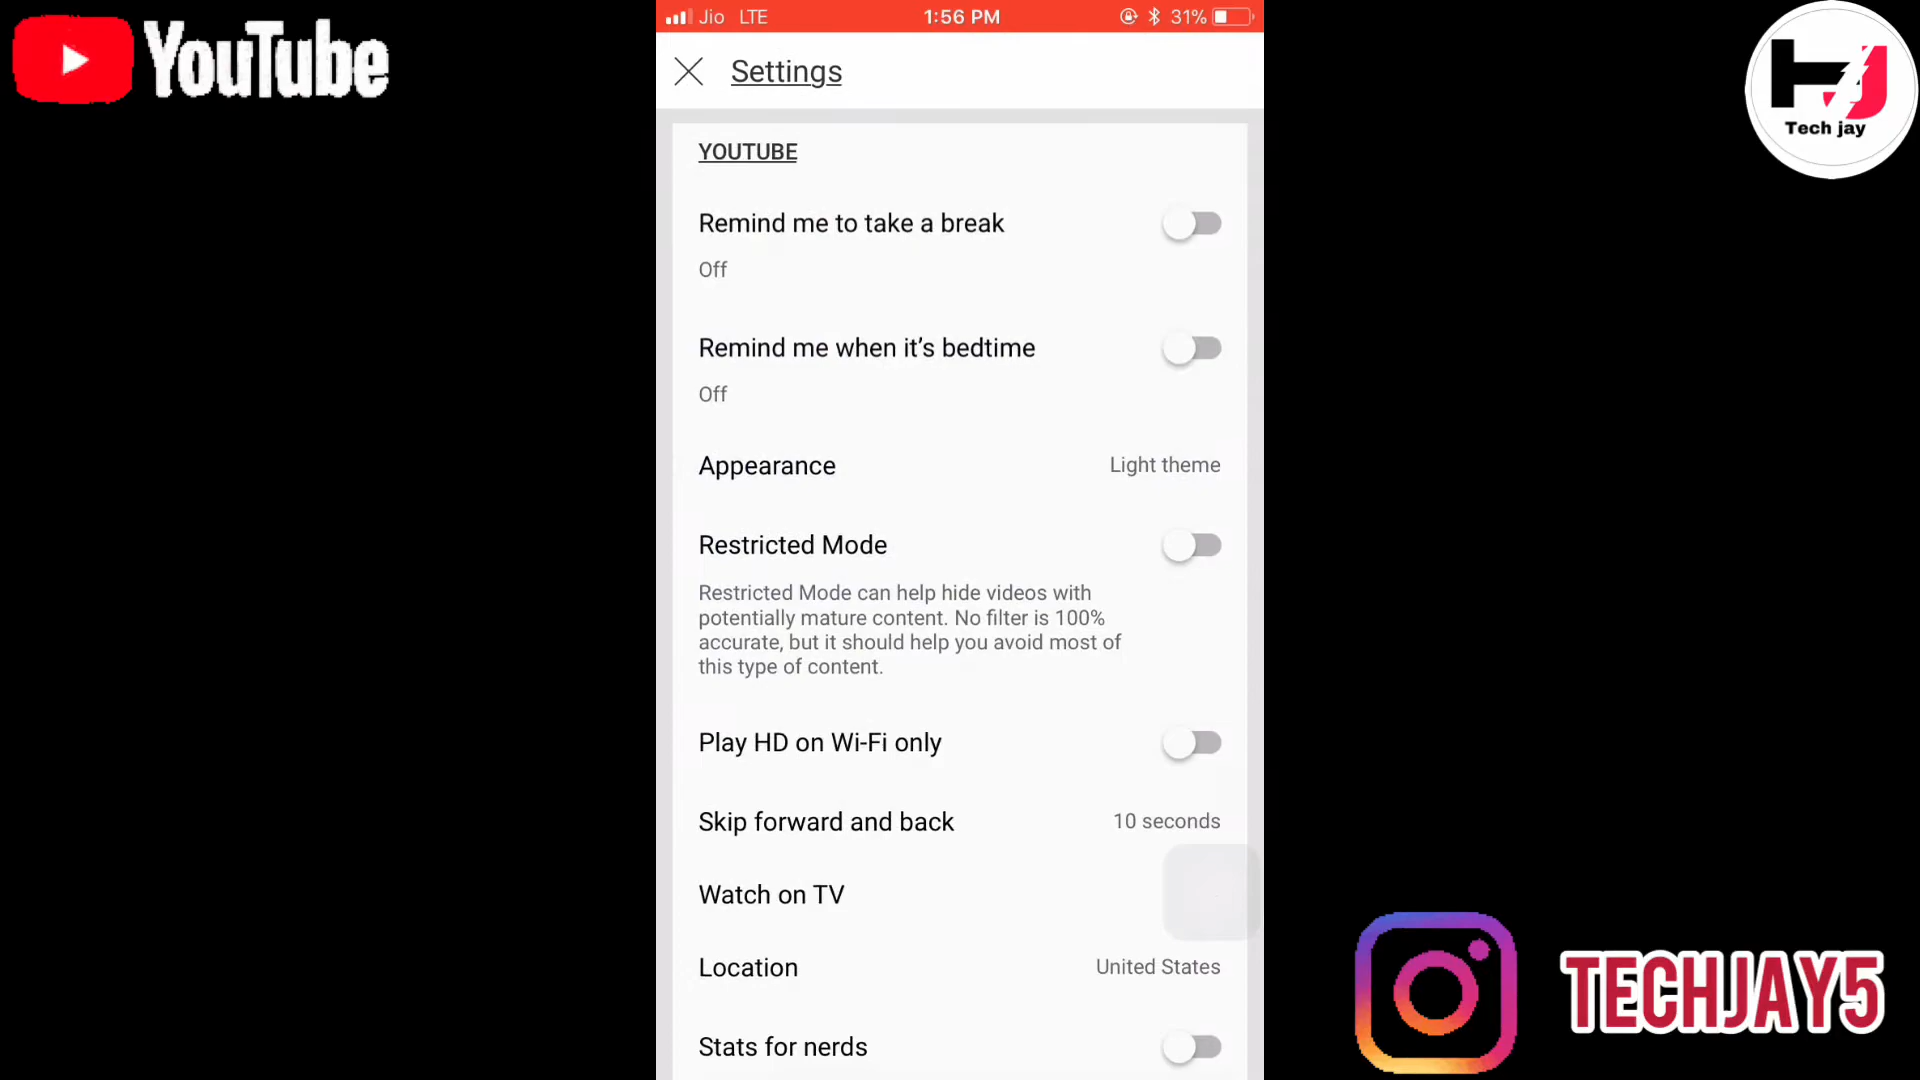 YouTube
Jio LTE 1:56 PM 31%
Tech jay
Settings
YOUTUBE
Remind me to take a break
Off
Remind me when it’s bedtime
Off
Appearance Light theme
Restricted Mode
Restricted Mode can help hide videos with
potentially mature content. No filter is 100%
accurate, but it should help you avoid most of
this type of content.
Play HD on Wi-Fi only
Skip forward and back 10 seconds
Watch on TV
Location United States
Stats for nerds
TECHJAY5